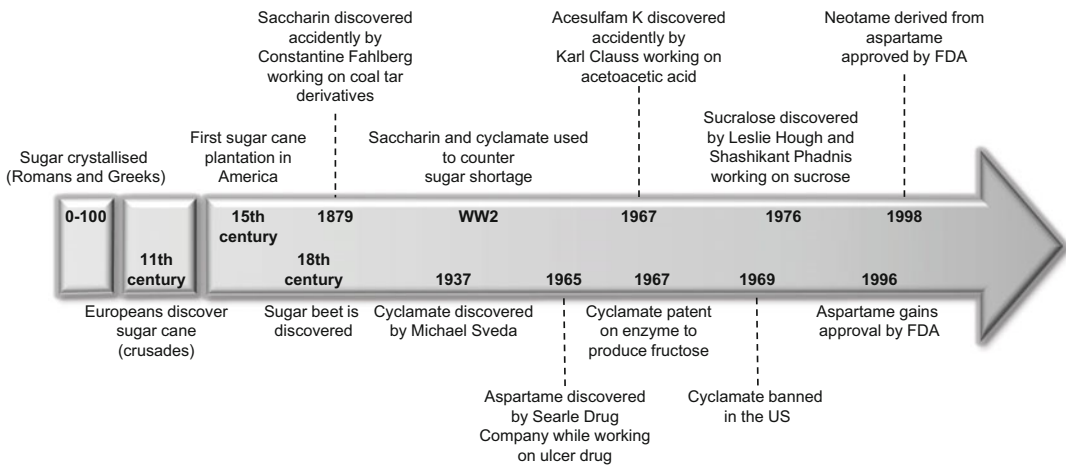 Saccharin discovered
accidently by
Constantine Fahlberg
working on coal tar
derivatives
Acesulfam K discovered
accidently by
Karl Clauss working on
acetoacetic acid
Neotame derived from
aspartame
approved by FDA
Sugar crystallised
(Romans and Greeks)
First sugar cane
plantation in
America
Saccharin and cyclamate used
to counter
sugar shortage
Sucralose discovered
by Leslie Hough and
Shashikant Phadnis
working on sucrose
0-100
15th
century
1879
WW2
1967
1976
1998
11th
century
18th
century
1937
1965
1967
1969
1996
Europeans discover
sugar cane
(crusades)
Sugar beet is
discovered
Cyclamate discovered
by Michael Sveda
Cyclamate patent
on enzyme to
produce fructose
Aspartame gains
approval by FDA
Aspartame discovered
by Searle Drug
Company while working
on ulcer drug
Cyclamate banned
in the US